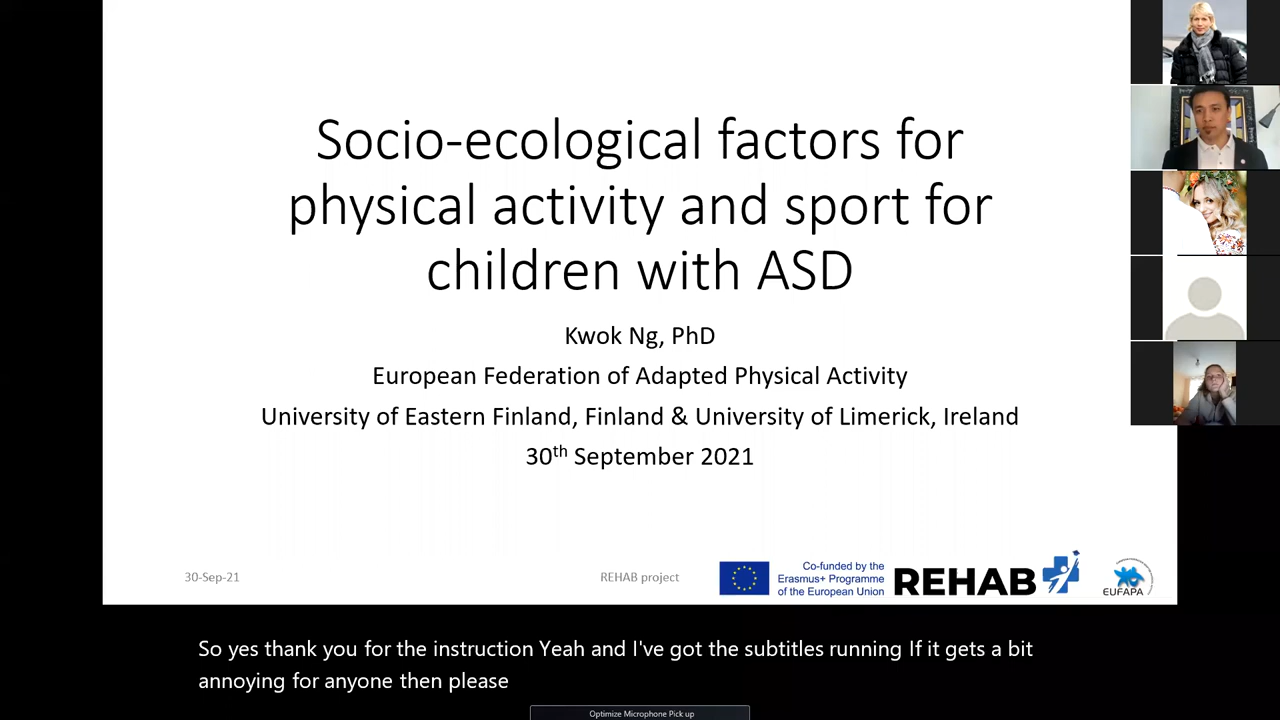 Socio-ecological factors for
physical activity and sport for
children with ASD
Kwok Ng, PhD
European Federation of Adapted Physical Activity
University of Eastern Finland, Finland & University of Limerick, Ireland
30th September 2021
30-Sep-21
REHAB project
Co-funded by the
Erasmus+ Programme
of the European Union
REHAB
EUFAPA
So yes thank you for the instruction Yeah and I've got the subtitles running If it gets a bit
annoying for anyone then please
Optimize Microphone Pick up